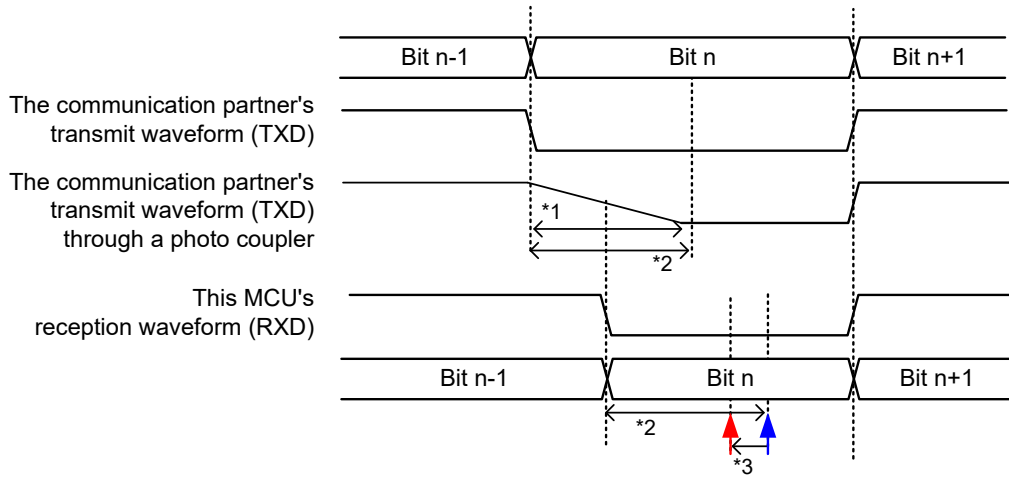 Bit n-1 Bit n Bit n+1
The communication partner's
transmit waveform (TXD)
The communication partner's
transmit waveform (TXD)
through a photo coupler
*1
*2
This MCU's
reception waveform (RXD)
Bit n-1 Bit n Bit n+1
*2
*3